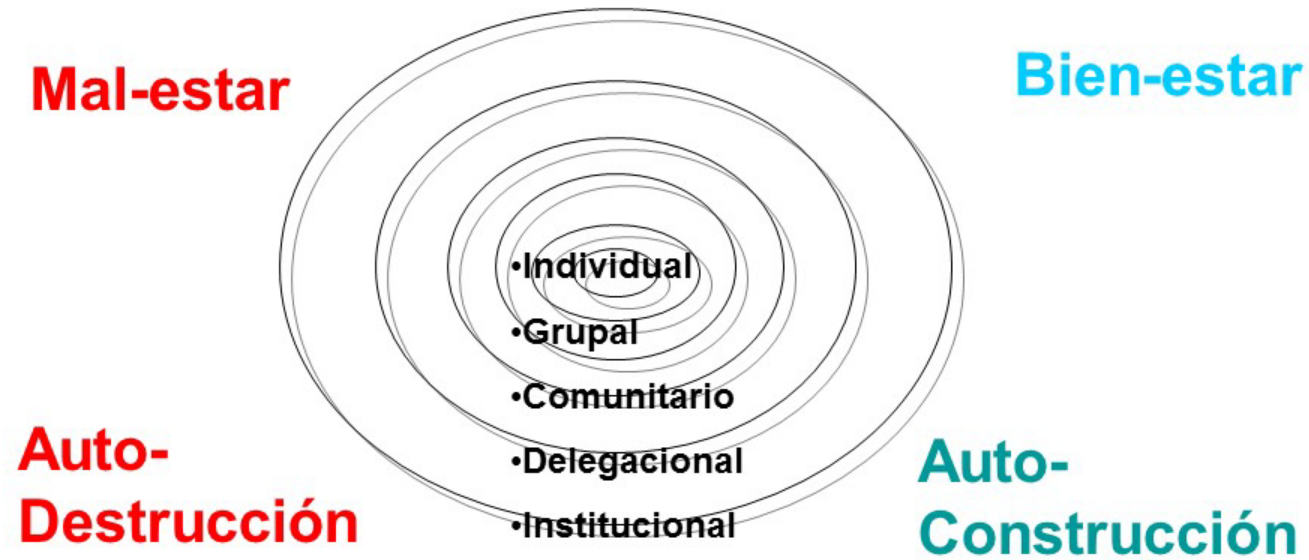 Mal-estar
Bien-estar
•Individual
•Grupal
•Comunitario
•Delegacional
•Institucional
Auto-
Destrucción
Auto-
Construcción